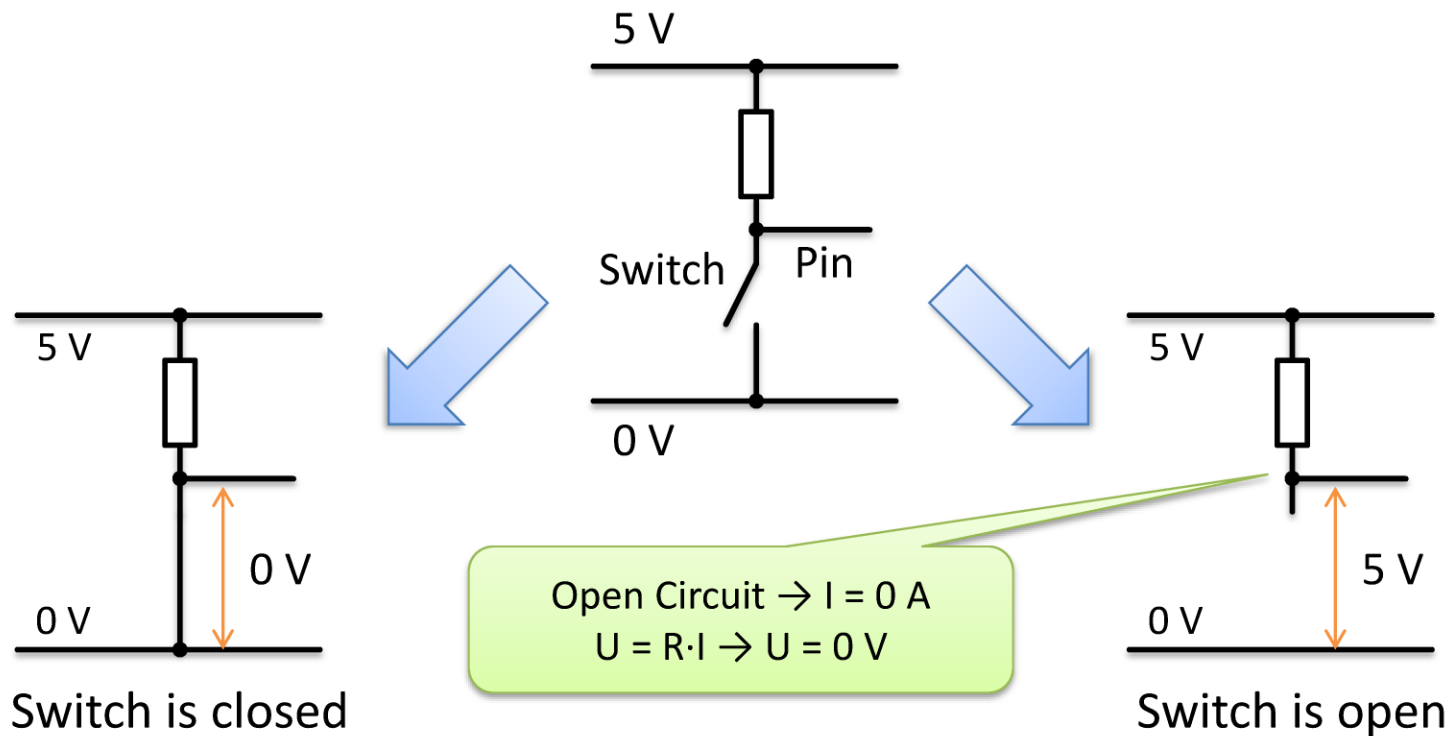 5 V
Switch
Pin
0 V
5 V
0 V
0 V
Switch is closed
Open Circuit → I = 0 A
U = R·I → U = 0 V
5 V
5 V
0 V
Switch is open